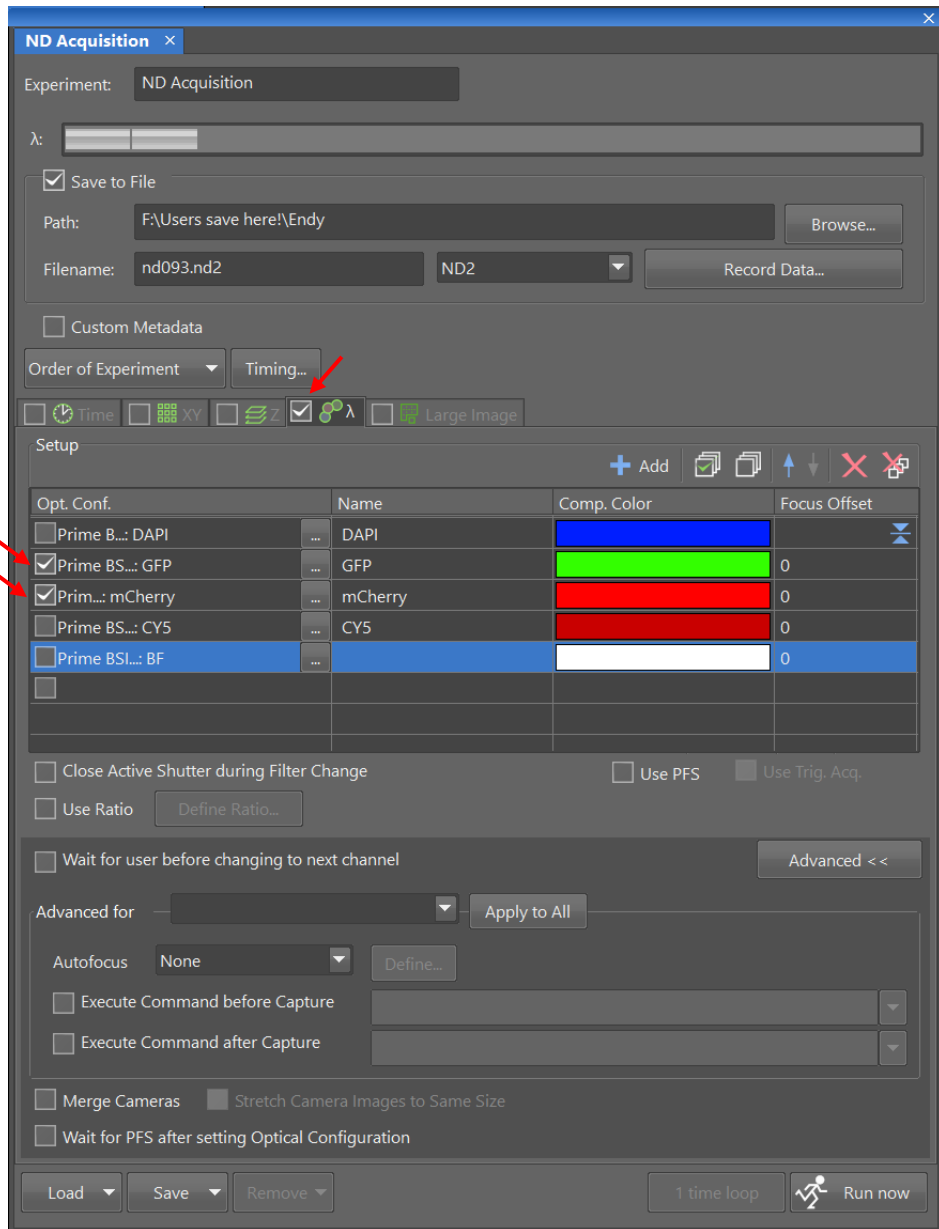 ND Acquisition ×
Experiment: ND Acquisition
λ:
Save to File
Path: F:\Users save here!\Endy Browse...
Filename: nd093.nd2 ND2 Record Data...
Custom Metadata
Order of Experiment Timing...
Time XY Z λ Large Image
Setup
Add
Opt. Conf. Name Comp. Color Focus Offset
Prime B...: DAPI ... DAPI
Prime BS...: GFP ... GFP 0
Prim...: mCherry ... mCherry 0
Prime BS...: CY5 ... CY5 0
Prime BSI...: BF ... 0
Close Active Shutter during Filter Change Use PFS Use Trig. Acq.
Use Ratio Define Ratio...
Wait for user before changing to next channel Advanced <<
Advanced for Apply to All
Autofocus None Define...
Execute Command before Capture
Execute Command after Capture
Merge Cameras Stretch Camera Images to Same Size
Wait for PFS after setting Optical Configuration
Load Save Remove 1 time loop Run now